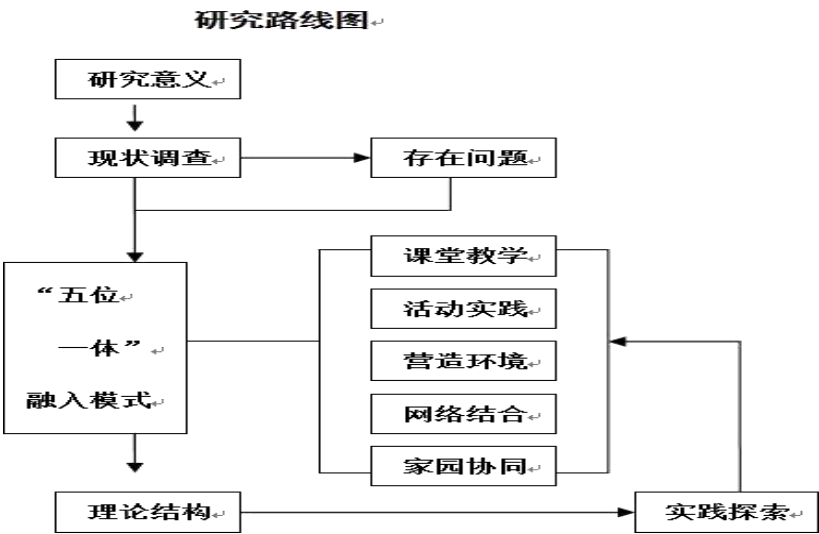 研究路线图
研究意义
现状调查
存在问题
课堂教学
“五位
一体”
融入模式
活动实践
营造环境
网络结合
家园协同
理论结构
实践探索